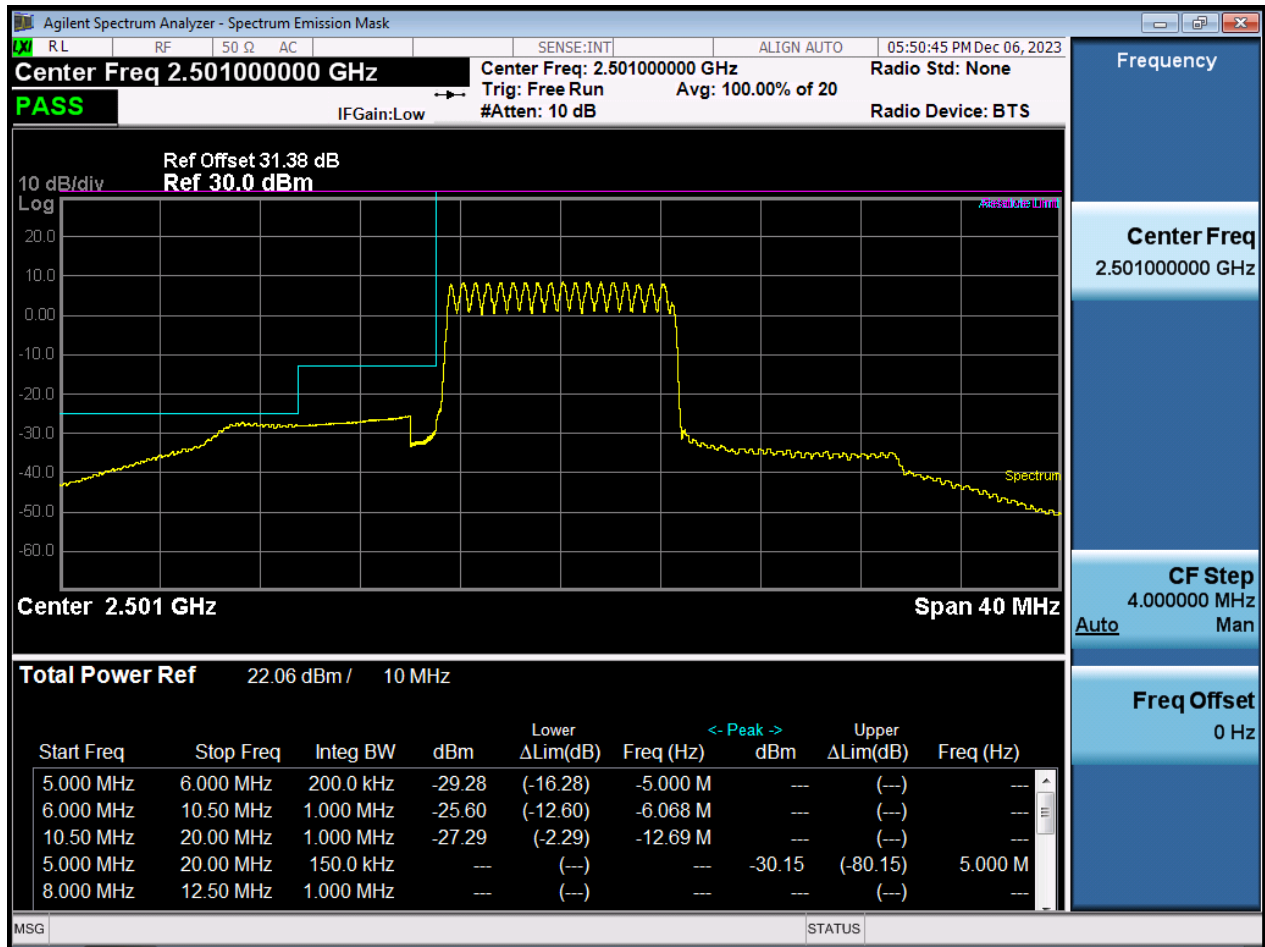 Agilent Spectrum Analyzer - Spectrum Emission Mask
LXI RL RF 50 Ω AC SENSE:INT ALIGN AUTO 05:50:45 PM Dec 06, 2023
Center Freq 2.501000000 GHz
PASS
IFGain:Low
Center Freq: 2.501000000 GHz
Trig: Free Run Avg: 100.00% of 20
#Atten: 10 dB
Radio Std: None
Radio Device: BTS
Ref Offset 31.38 dB
10 dB/div Ref 30.0 dBm
Log
Absolute Limit
20.0
10.0
0.00
-10.0
-20.0
-30.0
-40.0
Spectrum
-50.0
-60.0
Center 2.501 GHz Span 40 MHz
Total Power Ref 22.06 dBm / 10 MHz
Lower <- Peak -> Upper
Start Freq Stop Freq Integ BW dBm ΔLim(dB) Freq (Hz) dBm ΔLim(dB) Freq (Hz)
5.000 MHz 6.000 MHz 200.0 kHz -29.28 (-16.28) -5.000 M --- (---) ---
6.000 MHz 10.50 MHz 1.000 MHz -25.60 (-12.60) -6.068 M --- (---) ---
10.50 MHz 20.00 MHz 1.000 MHz -27.29 (-2.29) -12.69 M --- (---) ---
5.000 MHz 20.00 MHz 150.0 kHz --- (---) --- -30.15 (-80.15) 5.000 M
8.000 MHz 12.50 MHz 1.000 MHz --- (---) --- --- (---) ---
MSG STATUS
Frequency
Center Freq
2.501000000 GHz
CF Step
4.000000 MHz
Auto Man
Freq Offset
0 Hz